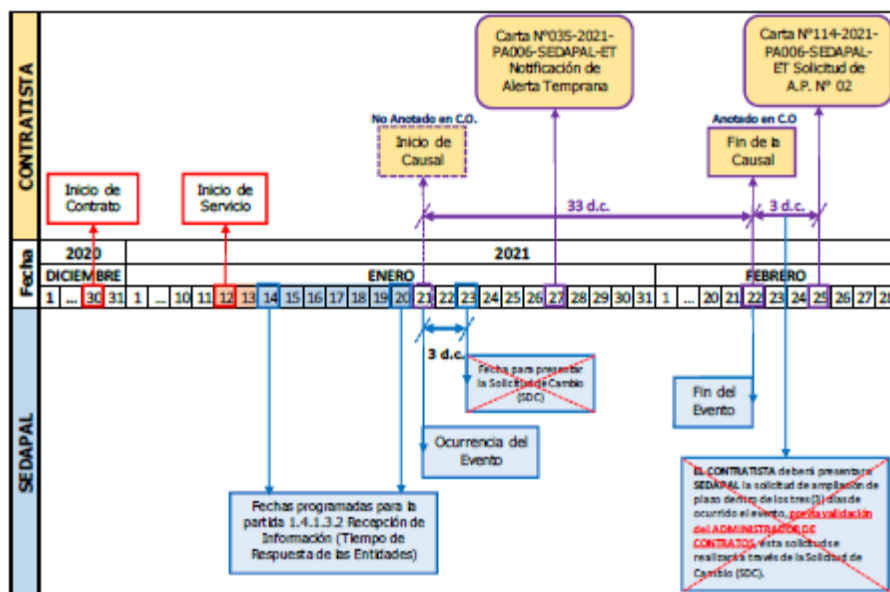 CONTRATISTA
Carta N°035-2021-
PA006-SEDAPAL-ET
Notificación de
Alerta Temprana
Carta N°114-2021-
PA006-SEDAPAL-
ET Solicitud de
A.P. N° 02
No Anotado en C.O.
Anotado en C.O
Inicio de
Causal
Fin de la
Causal
Inicio de
Contrato
Inicio de
Servicio
33 d.c.
3 d.c.
Fecha
2020
2021
DICIEMBRE
ENERO
FEBRERO
1 ... 30 31 1 ... 10 11 12 13 14 15 16 17 18 19 20 21 22 23 24 25 26 27 28 29 30 31 1 ... 20 21 22 23 24 25 26 27 28
SEDAPAL
3 d.c.
Fecha para presentar
la Solicitud de Cambio
(SDC)
Fin del
Evento
Ocurrencia del
Evento
Fechas programadas para la
partida 1.4.1.3.2 Recepción de
Información (Tiempo de
Respuesta de las Entidades)
EL CONTRATISTA deberá presentar a
SEDAPAL la solicitud de ampliación de
plazo dentro de los tres(3) días de
ocurrido el evento, previa validación
del ADMINISTRADOR DE
CONTRATOS, esta solicitud se
realizará a través de la Solicitud de
Cambio (SDC).